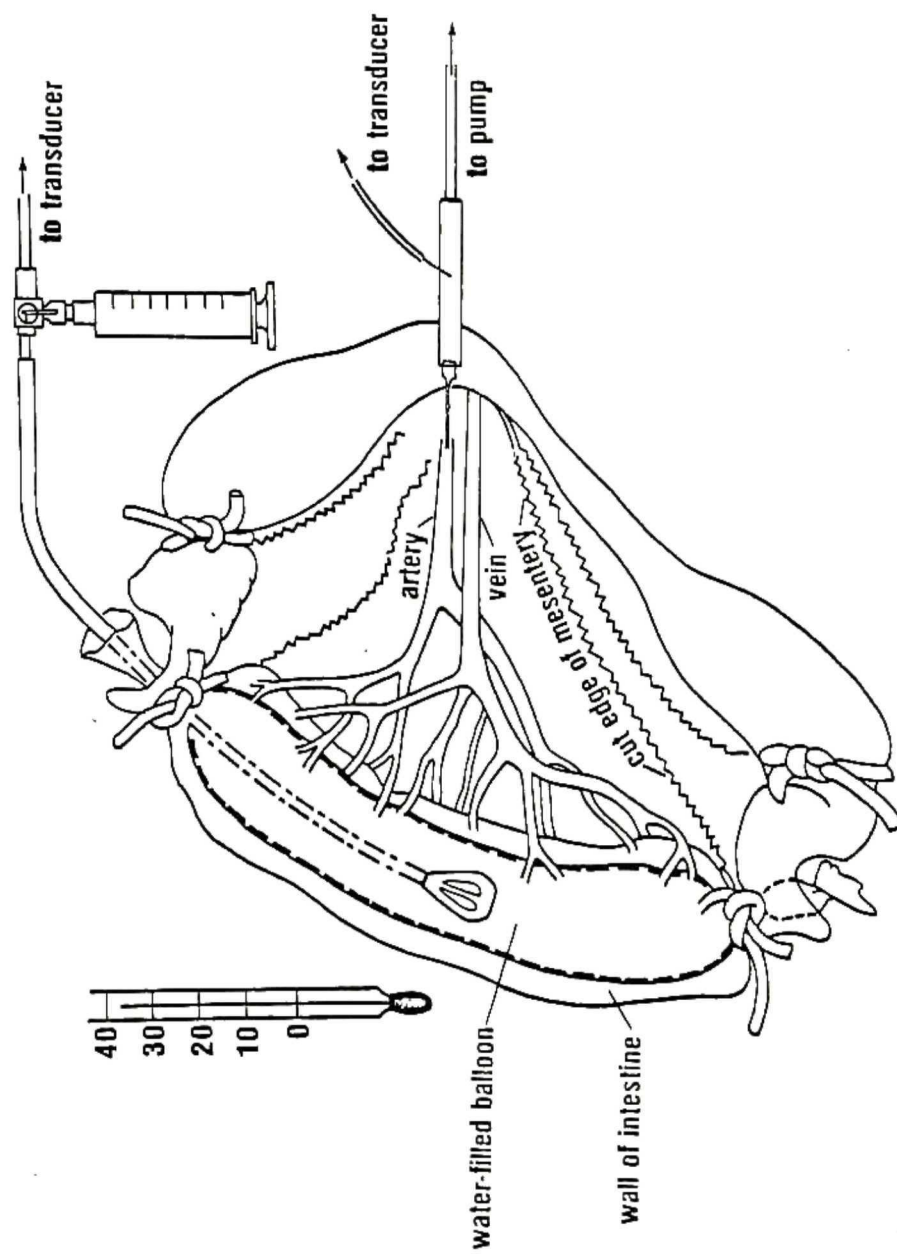 to transducer
to transducer
to pump
artery
vein
cut edge of mesentery
40
30
20
10
0
water-filled balloon
wall of intestine